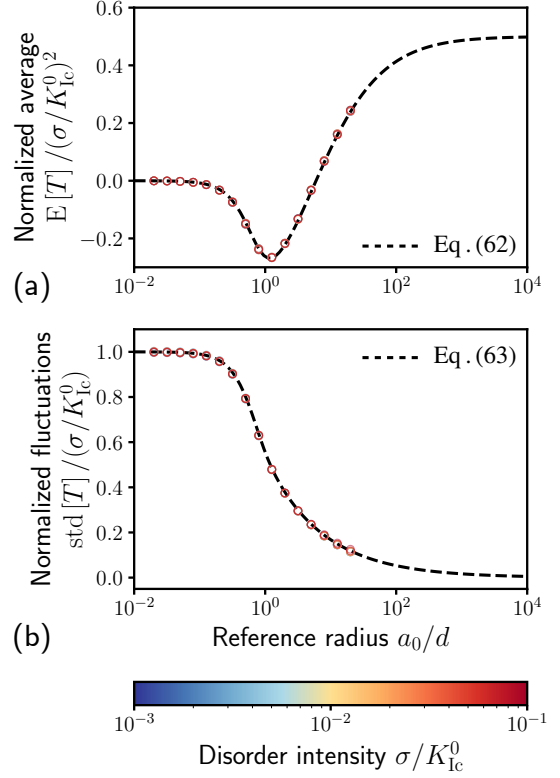 Normalized average
E [T] /(σ/K⁰_Ic)²
0.6
0.4
0.2
0.0
−0.2
Eq.(62)
(a)
10⁻² 10⁰ 10² 10⁴
Normalized fluctuations
std [T] /(σ/K⁰_Ic)
1.0
0.8
0.6
0.4
0.2
0.0
Eq.(63)
10⁻² 10⁰ 10² 10⁴
(b)
Reference radius a₀/d
10⁻³ 10⁻² 10⁻¹
Disorder intensity σ/K⁰_Ic